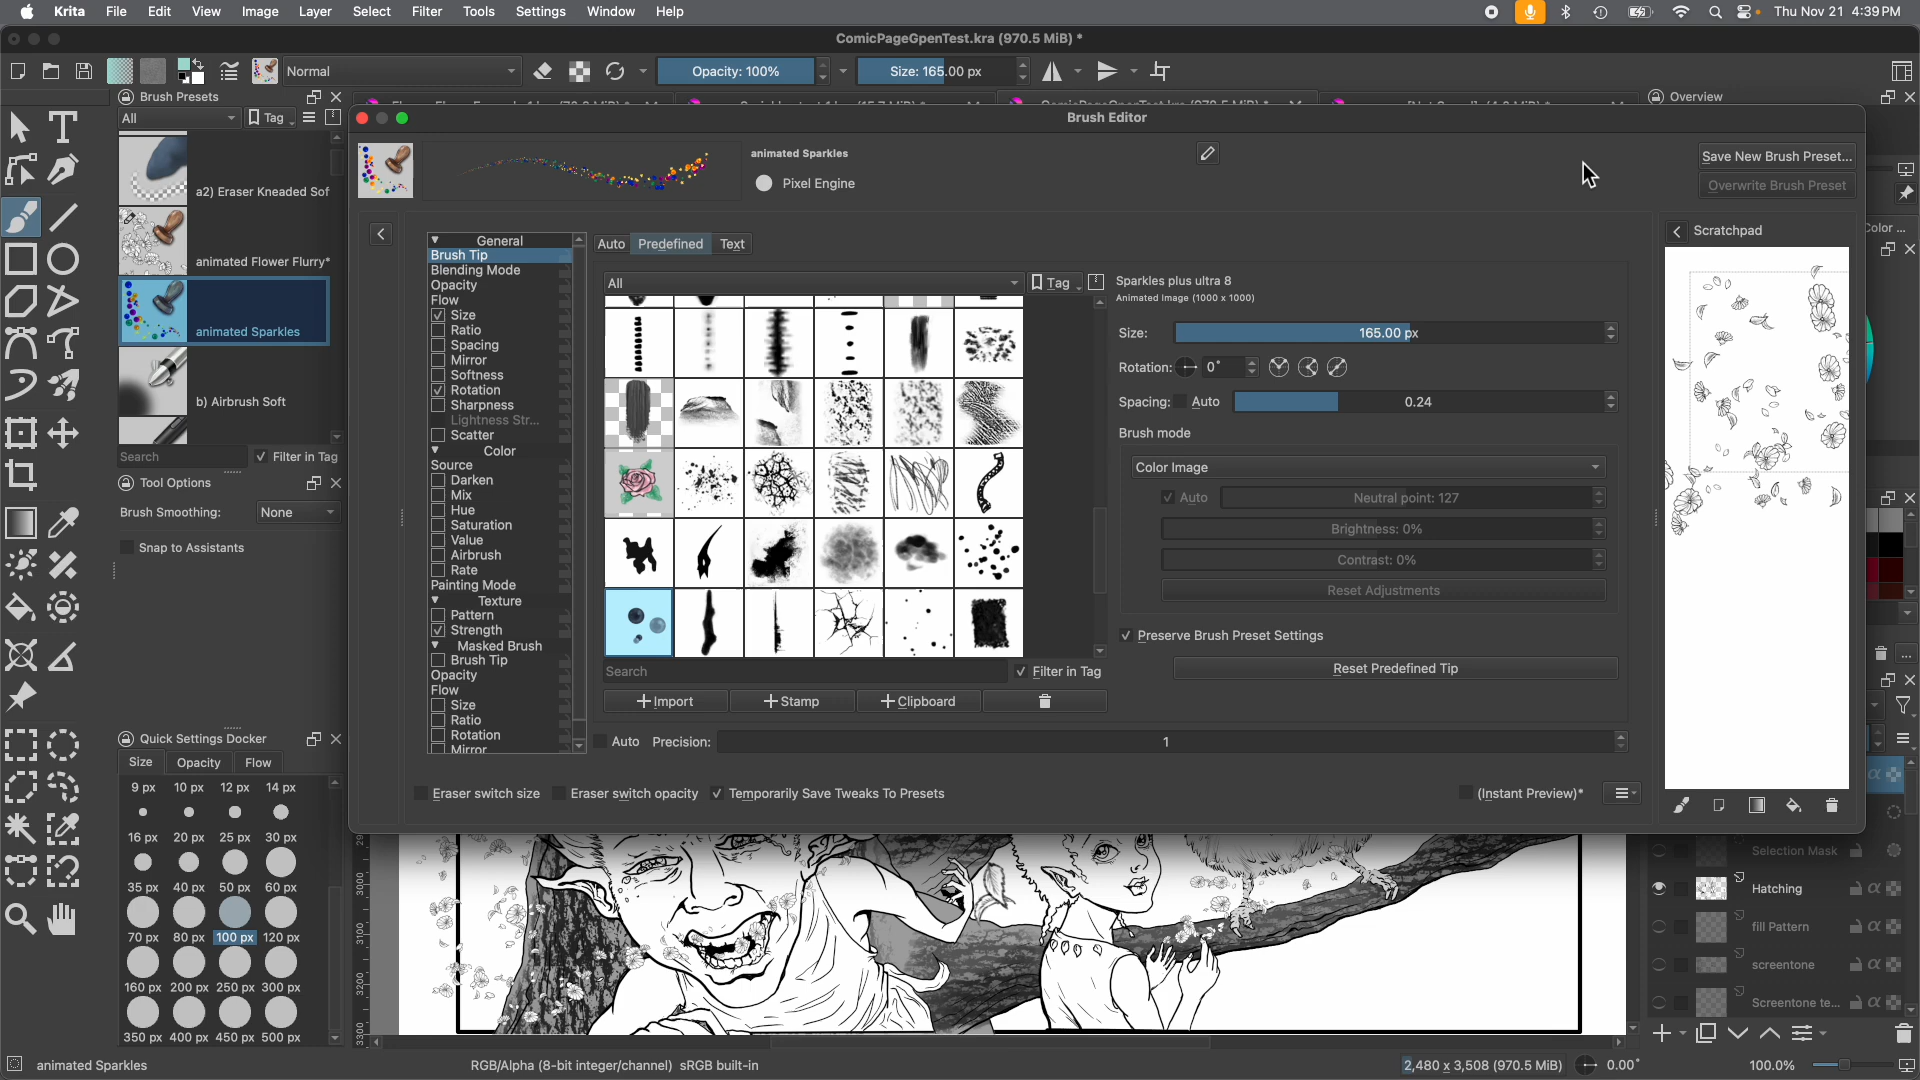 Krita File Edit View Image Layer Select Filter Tools Settings Window Help
Thu Nov 21 4:39 PM
ComicPageGpenTest.kra (970.5 MiB) *
Normal
Opacity: 100%
Size: 165.00 px
Brush Presets
Overview
All
Tag
Brush Editor
a2) Eraser Kneaded Sof
animated Flower Flurry*
animated Sparkles
b) Airbrush Soft
Search
Filter in Tag
Tool Options
Brush Smoothing:
None
Snap to Assistants
Quick Settings Docker
Size Opacity Flow
9 px 10 px 12 px 14 px
16 px 20 px 25 px 30 px
35 px 40 px 50 px 60 px
70 px 80 px 100 px 120 px
160 px 200 px 250 px 300 px
350 px 400 px 450 px 500 px
animated Sparkles
Pixel Engine
Save New Brush Preset...
Overwrite Brush Preset
General
Brush Tip
Blending Mode
Opacity
Flow
Size
Ratio
Spacing
Mirror
Softness
Rotation
Sharpness
Lightness Str...
Scatter
Color
Source
Darken
Mix
Hue
Saturation
Value
Airbrush
Rate
Painting Mode
Texture
Pattern
Strength
Masked Brush
Brush Tip
Opacity
Flow
Size
Ratio
Rotation
Mirror
Auto Predefined Text
All
Tag
Search
Filter in Tag
Import
Stamp
Clipboard
Auto Precision:
1
Sparkles plus ultra 8
Animated Image (1000 x 1000)
Size:
165.00 px
Rotation:
0°
Spacing:
Auto
0.24
Brush mode
Color Image
Auto
Neutral point: 127
Brightness: 0%
Contrast: 0%
Reset Adjustments
Preserve Brush Preset Settings
Reset Predefined Tip
Eraser switch size
Eraser switch opacity
Temporarily Save Tweaks To Presets
(Instant Preview)*
Scratchpad
Color ...
Selection Mask
Hatching
fill Pattern
screentone
Screentone te...
3000
3100
3200
3300
animated Sparkles
RGB/Alpha (8-bit integer/channel) sRGB built-in
2,480 x 3,508 (970.5 MiB)
0.00°
100.0%